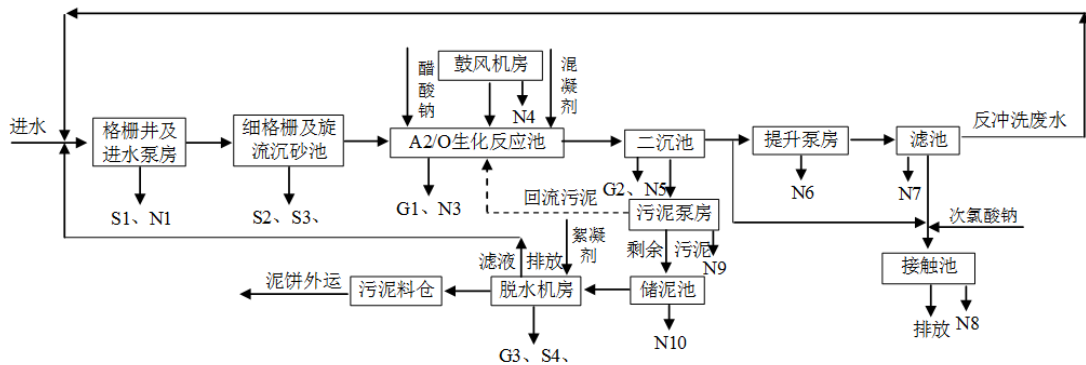 进水
格栅井及
进水泵房
S1、N1
细格栅及旋
流沉砂池
S2、S3、
醋酸钠
鼓风机房
N4
混凝剂
A2/O生化反应池
G1、N3
二沉池
G2、N5
提升泵房
N6
滤池
N7
反冲洗废水
次氯酸钠
接触池
排放
N8
回流污泥
污泥泵房
N9
剩余
污泥
储泥池
N10
絮凝剂
滤液
排放
脱水机房
G3、S4、
污泥料仓
泥饼外运